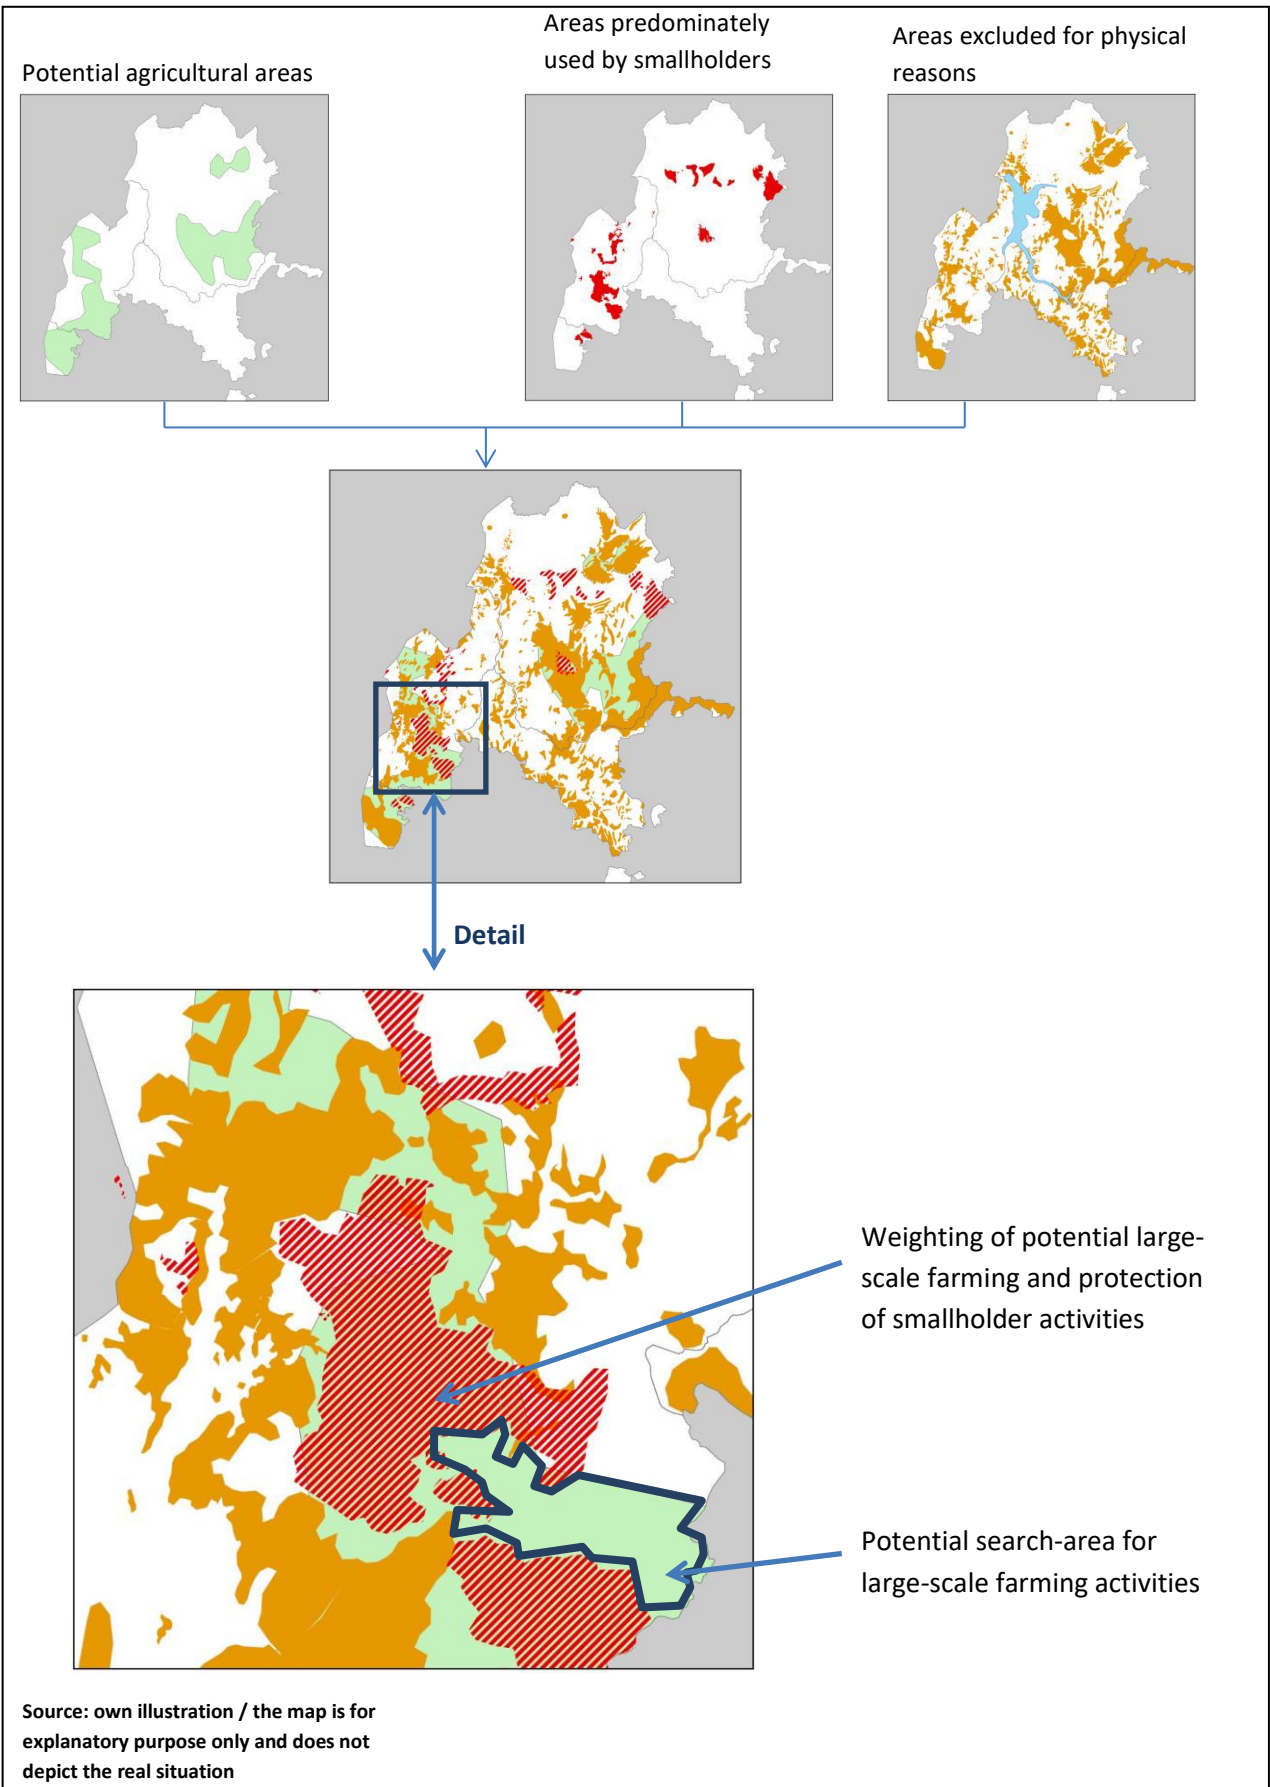 Potential agricultural areas
Areas predominately
used by smallholders
Areas excluded for physical
reasons
Detail
Weighting of potential large-
scale farming and protection
of smallholder activities
Potential search-area for
large-scale farming activities
Source: own illustration / the map is for
explanatory purpose only and does not
depict the real situation